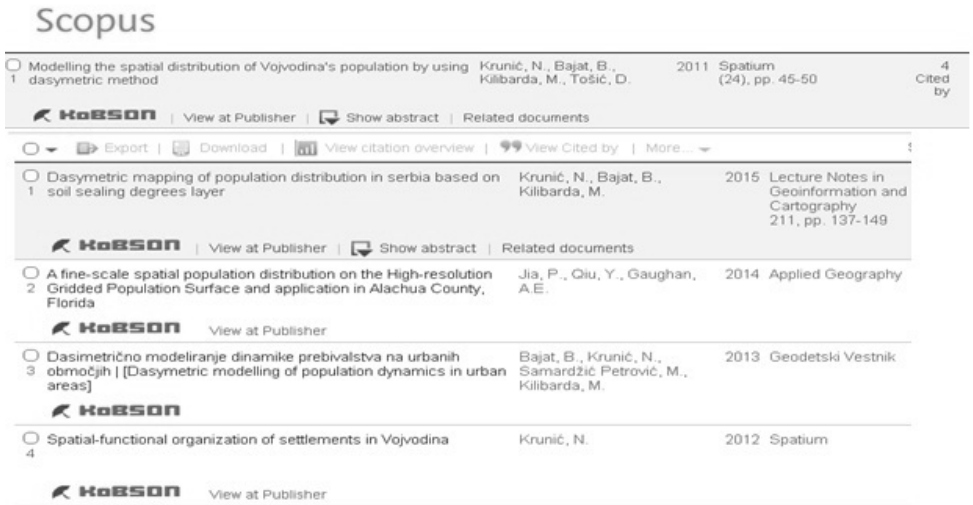 Scopus
Modelling the spatial distribution of Vojvodina's population by using Krunić, N., Bajat, B., 2011 Spatium 4
1 dasymetric method Kilibarda, M., Tošić, D. (24), pp. 45-50 Cited
by
KoBSON | View at Publisher | Show abstract | Related documents
Export | Download | View citation overview | View Cited by | More...
Dasymetric mapping of population distribution in serbia based on Krunić, N., Bajat, B., 2015 Lecture Notes in
1 soil sealing degrees layer Kilibarda, M. Geoinformation and
Cartography
211, pp. 137-149
KoBSON | View at Publisher | Show abstract | Related documents
A fine-scale spatial population distribution on the High-resolution Jia, P., Qiu, Y., Gaughan, 2014 Applied Geography
2 Gridded Population Surface and application in Alachua County, A.E.
Florida
KoBSON View at Publisher
Dasimetrično modeliranje dinamike prebivalstva na urbanih Bajat, B., Krunić, N., 2013 Geodetski Vestnik
3 območjih | [Dasymetric modelling of population dynamics in urban Samardžić Petrović, M.,
areas] Kilibarda, M.
KoBSON
Spatial-functional organization of settlements in Vojvodina Krunić, N. 2012 Spatium
4
KoBSON View at Publisher